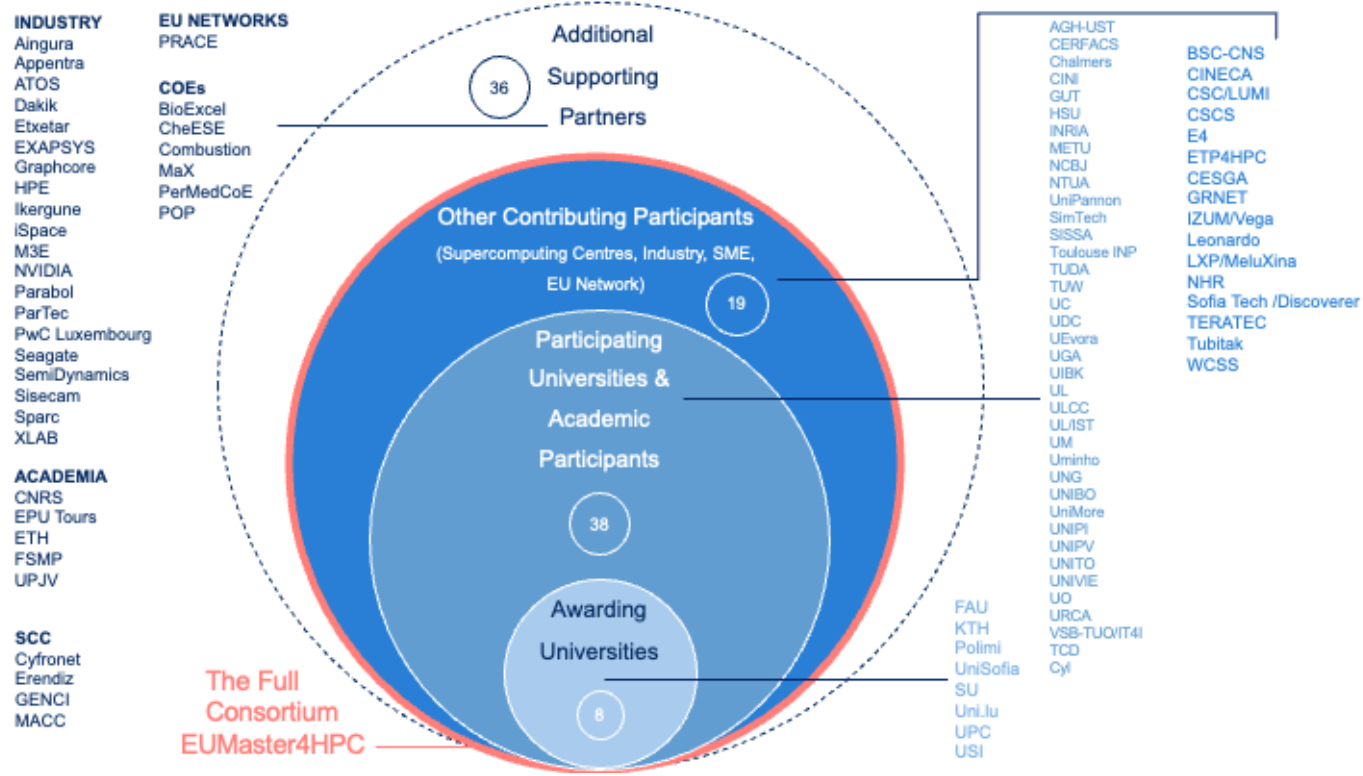 INDUSTRY
Aingura
Appentra
ATOS
Dakik
Etxetar
EXAPSYS
Graphcore
HPE
Ikergune
iSpace
M3E
NVIDIA
Parabol
ParTec
PwC Luxembourg
Seagate
SemiDynamics
Sisecam
Sparc
XLAB
ACADEMIA
CNRS
EPU Tours
ETH
FSMP
UPJV
SCC
Cyfronet
Erendiz
GENCI
MACC
EU NETWORKS
PRACE
COEs
BioExcel
CheESE
Combustion
MaX
PerMedCoE
POP
Additional
Supporting
Partners
36
Other Contributing Participants
(Supercomputing Centres, Industry, SME,
EU Network)
19
Participating
Universities &
Academic
Participants
38
Awarding
Universities
8
The Full
Consortium
EUMaster4HPC
FAU
KTH
Polimi
UniSofia
SU
Uni.lu
UPC
USI
AGH-UST
CERFACS
Chalmers
CINI
GUT
HSU
INRIA
METU
NCBJ
NTUA
UniPannon
SimTech
SISSA
Toulouse INP
TUDA
TUW
UC
UDC
UEvora
UGA
UIBK
UL
ULCC
UL/IST
UM
Uminho
UNG
UNIBO
UniMore
UNIPI
UNIPV
UNITO
UNIVIE
UO
URCA
VSB-TUO/IT4I
TCD
CyI
BSC-CNS
CINECA
CSC/LUMI
CSCS
E4
ETP4HPC
CESGA
GRNET
IZUM/Vega
Leonardo
LXP/MeluXina
NHR
Sofia Tech /Discoverer
TERATEC
Tubitak
WCSS